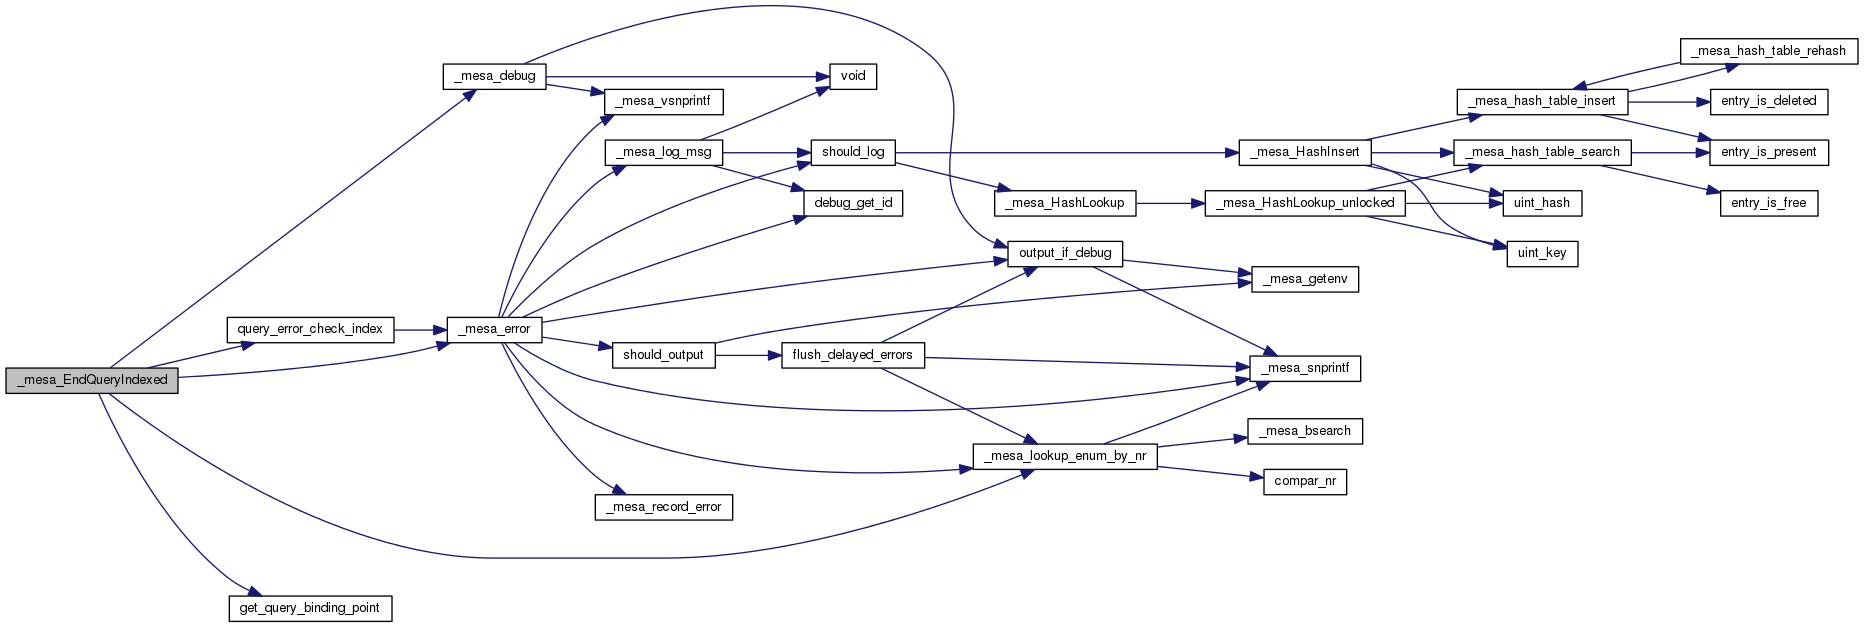 _mesa_hash_table_rehash
_mesa_debug
void
_mesa_vsnprintf
_mesa_hash_table_insert
entry_is_deleted
_mesa_log_msg
should_log
_mesa_HashInsert
_mesa_hash_table_search
entry_is_present
debug_get_id
_mesa_HashLookup
_mesa_HashLookup_unlocked
uint_hash
entry_is_free
output_if_debug
uint_key
_mesa_getenv
query_error_check_index
_mesa_error
should_output
flush_delayed_errors
_mesa_snprintf
_mesa_EndQueryIndexed
_mesa_bsearch
_mesa_lookup_enum_by_nr
compar_nr
_mesa_record_error
get_query_binding_point